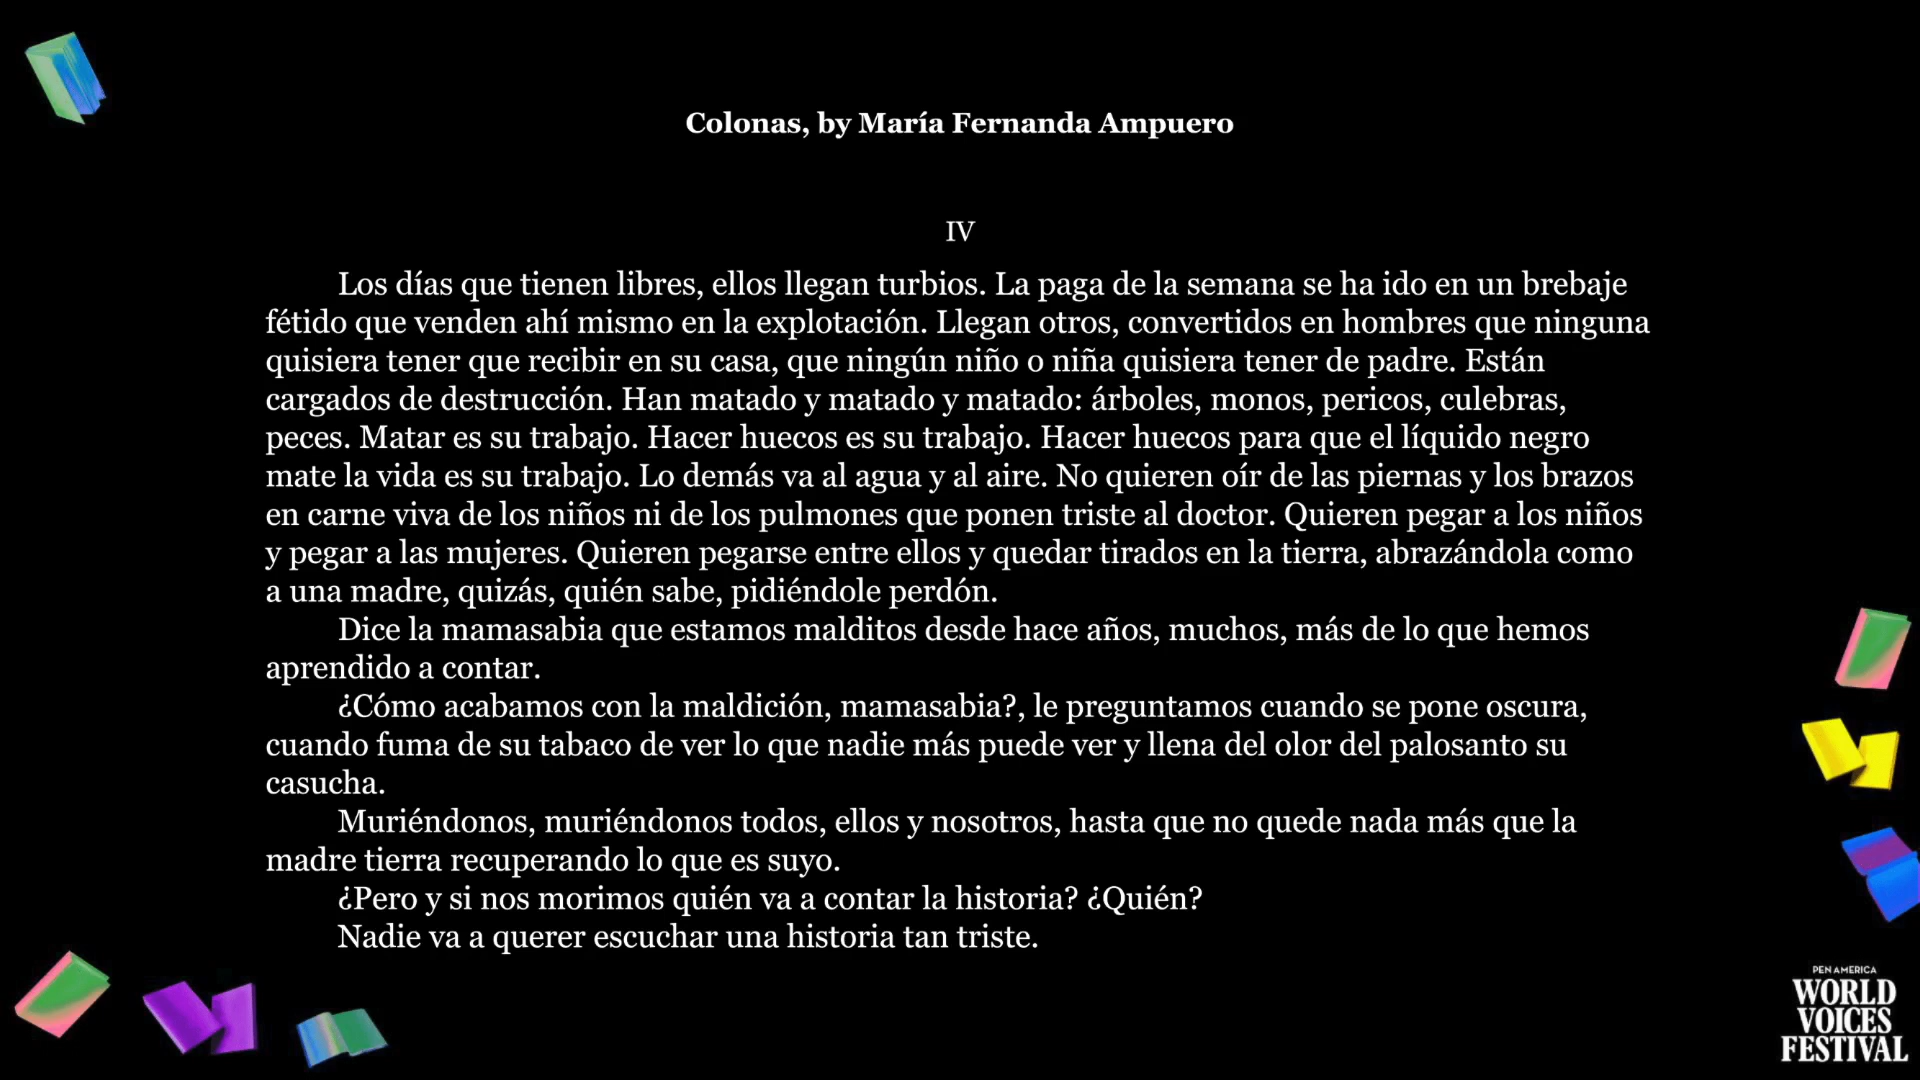 Colonas, by María Fernanda Ampuero
IV
Los días que tienen libres, ellos llegan turbios. La paga de la semana se ha ido en un brebaje
fétido que venden ahí mismo en la explotación. Llegan otros, convertidos en hombres que ninguna
quisiera tener que recibir en su casa, que ningún niño o niña quisiera tener de padre. Están
cargados de destrucción. Han matado y matado y matado: árboles, monos, pericos, culebras,
peces. Matar es su trabajo. Hacer huecos es su trabajo. Hacer huecos para que el líquido negro
mate la vida es su trabajo. Lo demás va al agua y al aire. No quieren oír de las piernas y los brazos
en carne viva de los niños ni de los pulmones que ponen triste al doctor. Quieren pegar a los niños
y pegar a las mujeres. Quieren pegarse entre ellos y quedar tirados en la tierra, abrazándola como
a una madre, quizás, quién sabe, pidiéndole perdón.
Dice la mamasabia que estamos malditos desde hace años, muchos, más de lo que hemos
aprendido a contar.
¿Cómo acabamos con la maldición, mamasabia?, le preguntamos cuando se pone oscura,
cuando fuma de su tabaco de ver lo que nadie más puede ver y llena del olor del palosanto su
casucha.
Muriéndonos, muriéndonos todos, ellos y nosotros, hasta que no quede nada más que la
madre tierra recuperando lo que es suyo.
¿Pero y si nos morimos quién va a contar la historia? ¿Quién?
Nadie va a querer escuchar una historia tan triste.
PEN AMERICA
WORLD
VOICES
FESTIVAL